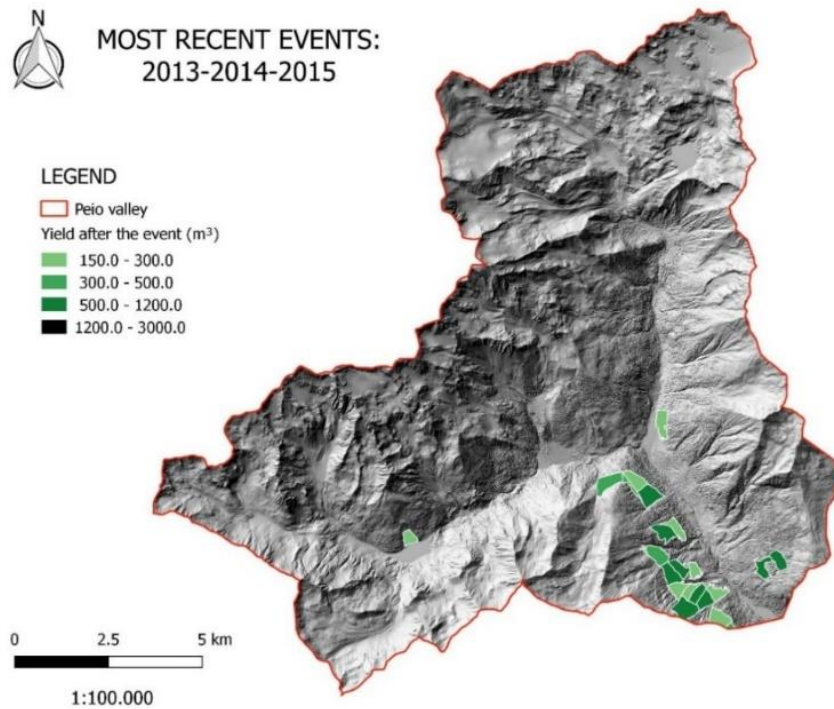 N
MOST RECENT EVENTS:
2013-2014-2015
LEGEND
Peio valley
Yield after the event (m³)
150.0 - 300.0
300.0 - 500.0
500.0 - 1200.0
1200.0 - 3000.0
0 2.5 5 km
1:100.000